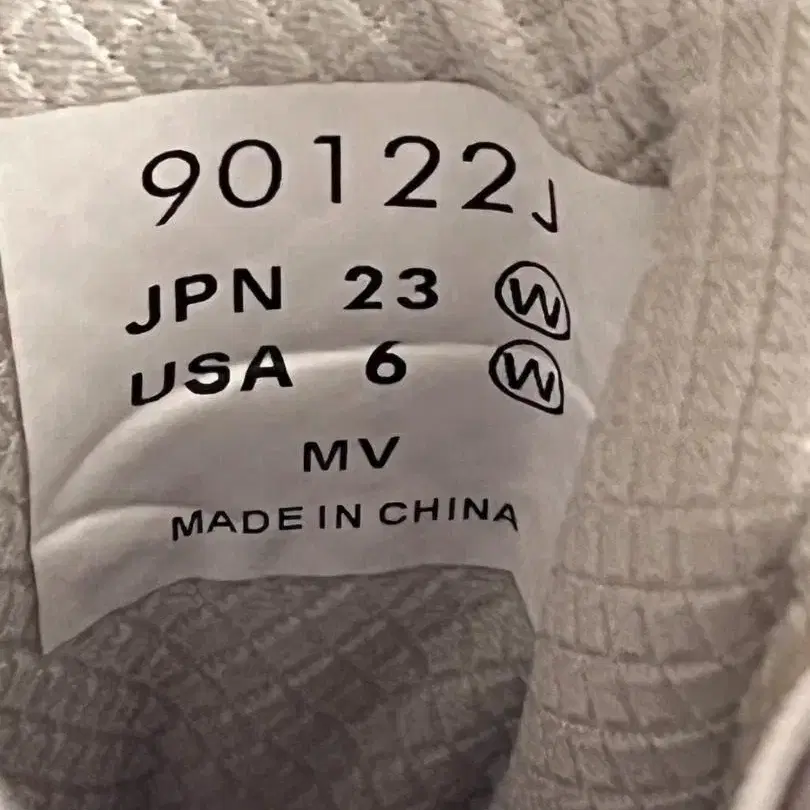 90122J
JPN 23 Ⓦ
USA 6 Ⓦ
MV
MADE IN CHINA